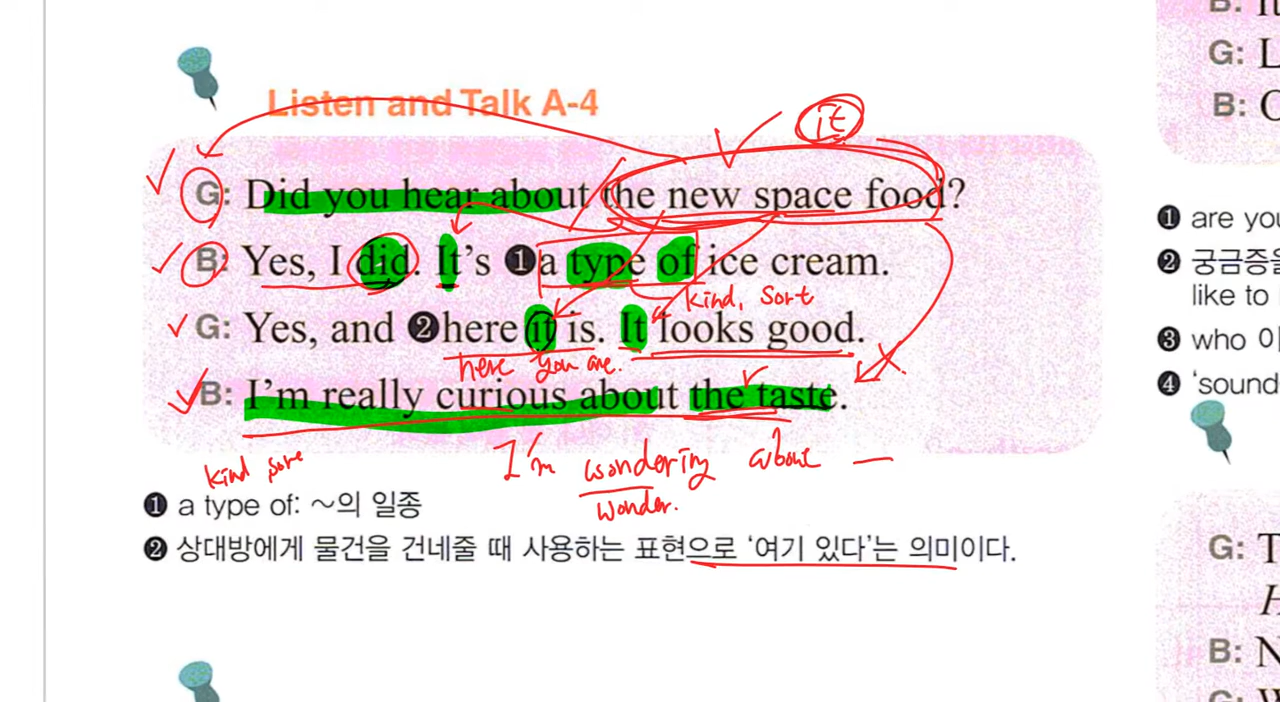 B: It
G: L
B: C
Listen and Talk A-4
it
G: Did you hear about the new space food?
B: Yes, I did. It's ❶a type of ice cream.
kind, sort
G: Yes, and ❷here it is. It looks good.
here you are.
B: I'm really curious about the taste.
I'm wondering about —
wonder.
kind sort
❶ a type of: ～의 일종
❷ 상대방에게 물건을 건네줄 때 사용하는 표현으로 '여기 있다'는 의미이다.
❶ are you
❷ 궁금증을
like to
❸ who 이
❹ 'sound
G: T
H
B: N
G: W